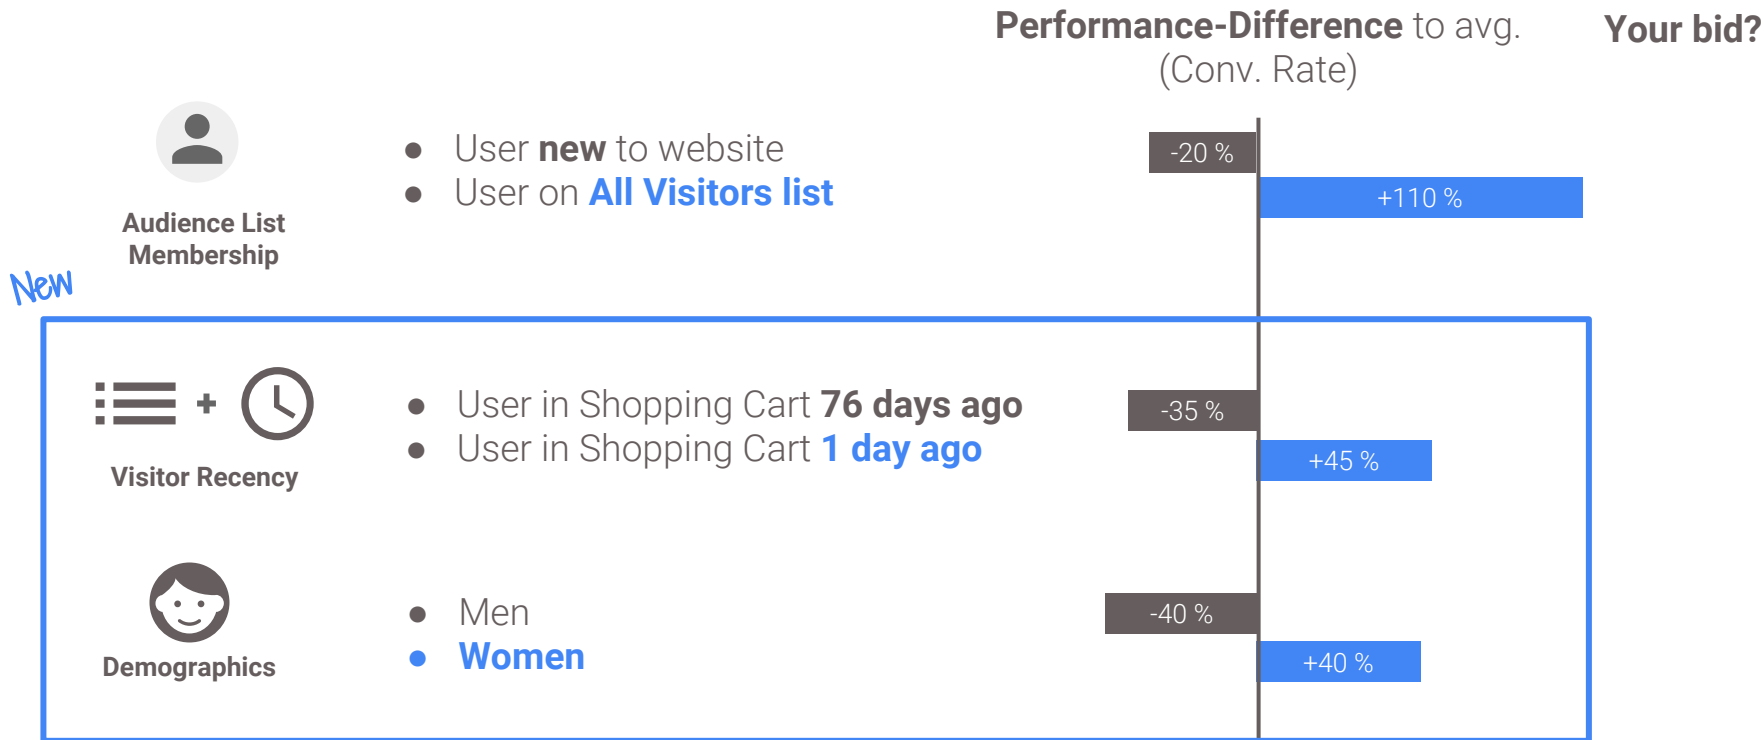 Performance-Difference to avg.
(Conv. Rate)
Your bid?
Audience List
Membership
● User new to website
● User on All Visitors list
-20 %
+110 %
New
+
Visitor Recency
● User in Shopping Cart 76 days ago
● User in Shopping Cart 1 day ago
-35 %
+45 %
Demographics
● Men
● Women
-40 %
+40 %